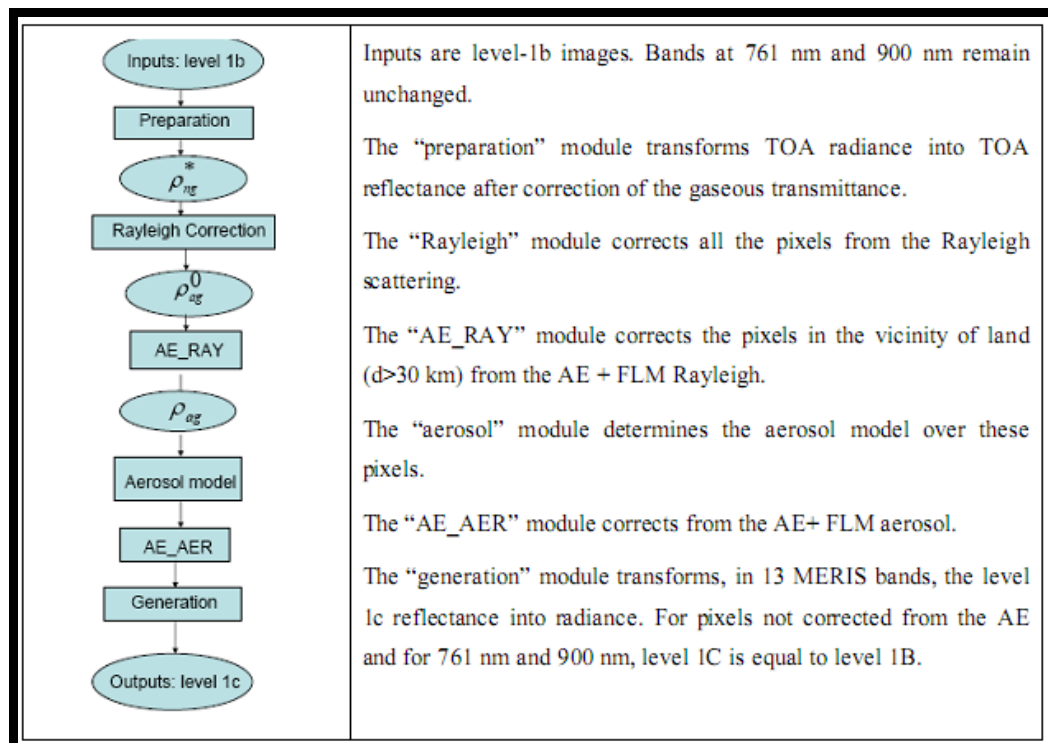 Inputs: level 1b
Preparation
ρ*ng
Rayleigh Correction
ρ0ag
AE_RAY
ρag
Aerosol model
AE_AER
Generation
Outputs: level 1c
Inputs are level-1b images. Bands at 761 nm and 900 nm remain
unchanged.
The “preparation” module transforms TOA radiance into TOA
reflectance after correction of the gaseous transmittance.
The “Rayleigh” module corrects all the pixels from the Rayleigh
scattering.
The “AE_RAY” module corrects the pixels in the vicinity of land
(d>30 km) from the AE + FLM Rayleigh.
The “aerosol” module determines the aerosol model over these
pixels.
The “AE_AER” module corrects from the AE+ FLM aerosol.
The “generation” module transforms, in 13 MERIS bands, the level
1c reflectance into radiance. For pixels not corrected from the AE
and for 761 nm and 900 nm, level 1C is equal to level 1B.